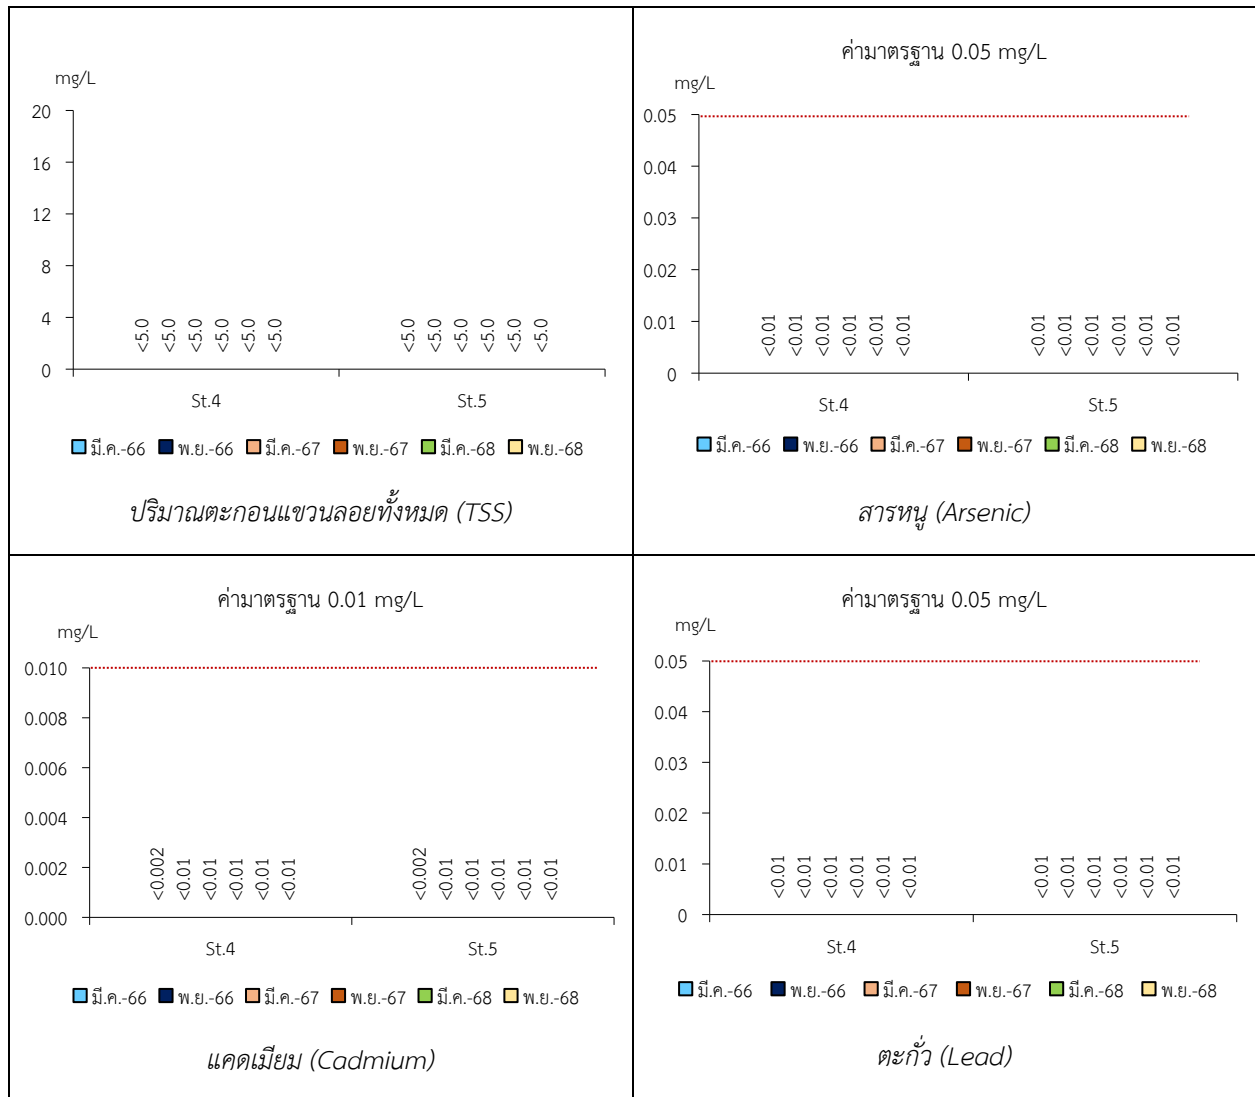 mg/L
20
16
12
8
4
0
<5.0 <5.0 <5.0 <5.0 <5.0 <5.0 <5.0 <5.0 <5.0 <5.0 <5.0 <5.0
St.4 St.5
มี.ค.-66 พ.ย.-66 มี.ค.-67 พ.ย.-67 มี.ค.-68 พ.ย.-68
ปริมาณตะกอนแขวนลอยทั้งหมด (TSS)
ค่ามาตรฐาน 0.05 mg/L
mg/L
0.05
0.04
0.03
0.02
0.01
0
<0.01 <0.01 <0.01 <0.01 <0.01 <0.01 <0.01 <0.01 <0.01 <0.01 <0.01 <0.01
St.4 St.5
มี.ค.-66 พ.ย.-66 มี.ค.-67 พ.ย.-67 มี.ค.-68 พ.ย.-68
สารหนู (Arsenic)
ค่ามาตรฐาน 0.01 mg/L
mg/L
0.010
0.008
0.006
0.004
0.002
0.000
<0.002 <0.01 <0.01 <0.01 <0.01 <0.01 <0.002 <0.01 <0.01 <0.01 <0.01 <0.01
St.4 St.5
มี.ค.-66 พ.ย.-66 มี.ค.-67 พ.ย.-67 มี.ค.-68 พ.ย.-68
แคดเมียม (Cadmium)
ค่ามาตรฐาน 0.05 mg/L
mg/L
0.05
0.04
0.03
0.02
0.01
0
<0.01 <0.01 <0.01 <0.01 <0.01 <0.01 <0.01 <0.01 <0.01 <0.01 <0.01 <0.01
St.4 St.5
มี.ค.-66 พ.ย.-66 มี.ค.-67 พ.ย.-67 มี.ค.-68 พ.ย.-68
ตะกั่ว (Lead)